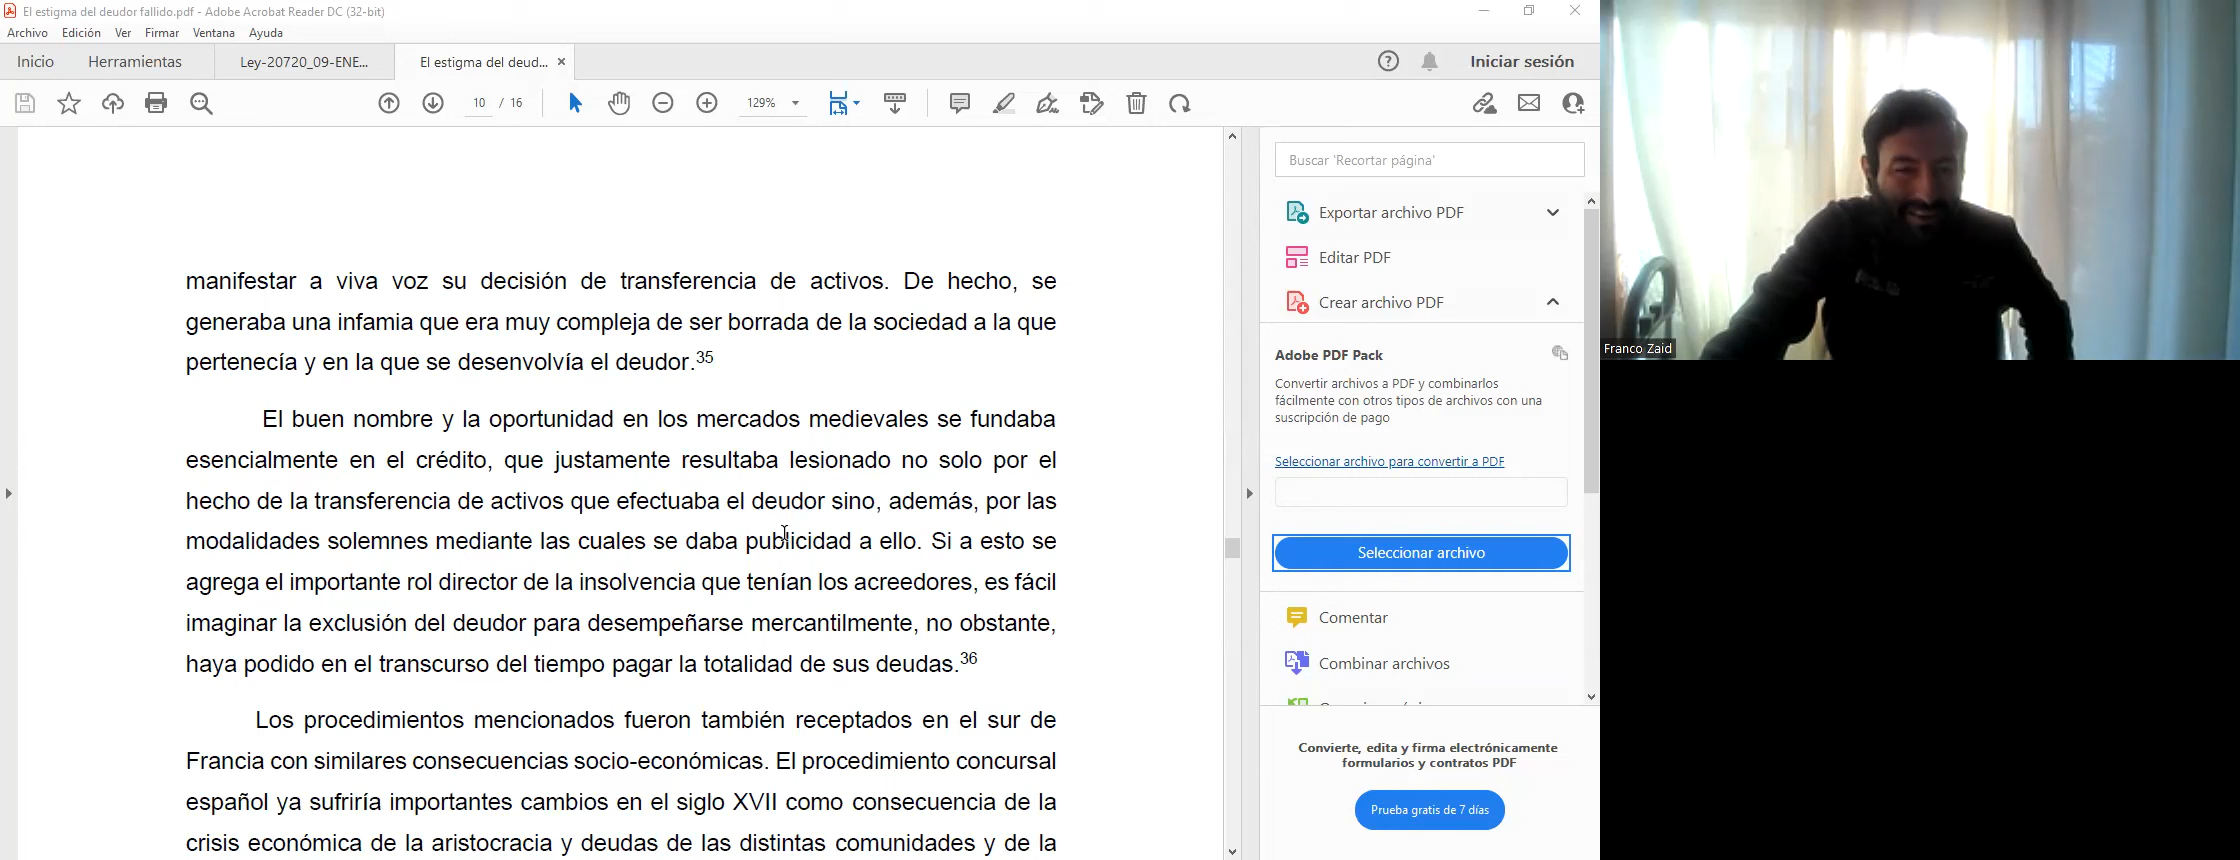 El estigma del deudor fallido.pdf - Adobe Acrobat Reader DC (32-bit)
Archivo Edición Ver Firmar Ventana Ayuda
Inicio Herramientas Ley-20720_09-ENE... El estigma del deud... × Iniciar sesión
10 / 16 129%
manifestar a viva voz su decisión de transferencia de activos. De hecho, se
generaba una infamia que era muy compleja de ser borrada de la sociedad a la que
pertenecía y en la que se desenvolvía el deudor.35
El buen nombre y la oportunidad en los mercados medievales se fundaba
esencialmente en el crédito, que justamente resultaba lesionado no solo por el
hecho de la transferencia de activos que efectuaba el deudor sino, además, por las
modalidades solemnes mediante las cuales se daba publicidad a ello. Si a esto se
agrega el importante rol director de la insolvencia que tenían los acreedores, es fácil
imaginar la exclusión del deudor para desempeñarse mercantilmente, no obstante,
haya podido en el transcurso del tiempo pagar la totalidad de sus deudas.36
Los procedimientos mencionados fueron también receptados en el sur de
Francia con similares consecuencias socio-económicas. El procedimiento concursal
español ya sufriría importantes cambios en el siglo XVII como consecuencia de la
crisis económica de la aristocracia y deudas de las distintas comunidades y de la
Buscar 'Recortar página'
Exportar archivo PDF
Editar PDF
Crear archivo PDF
Adobe PDF Pack
Convertir archivos a PDF y combinarlos
fácilmente con otros tipos de archivos con una
suscripción de pago
Seleccionar archivo para convertir a PDF
Seleccionar archivo
Comentar
Combinar archivos
Convierte, edita y firma electrónicamente
formularios y contratos PDF
Prueba gratis de 7 días
Franco Zaid